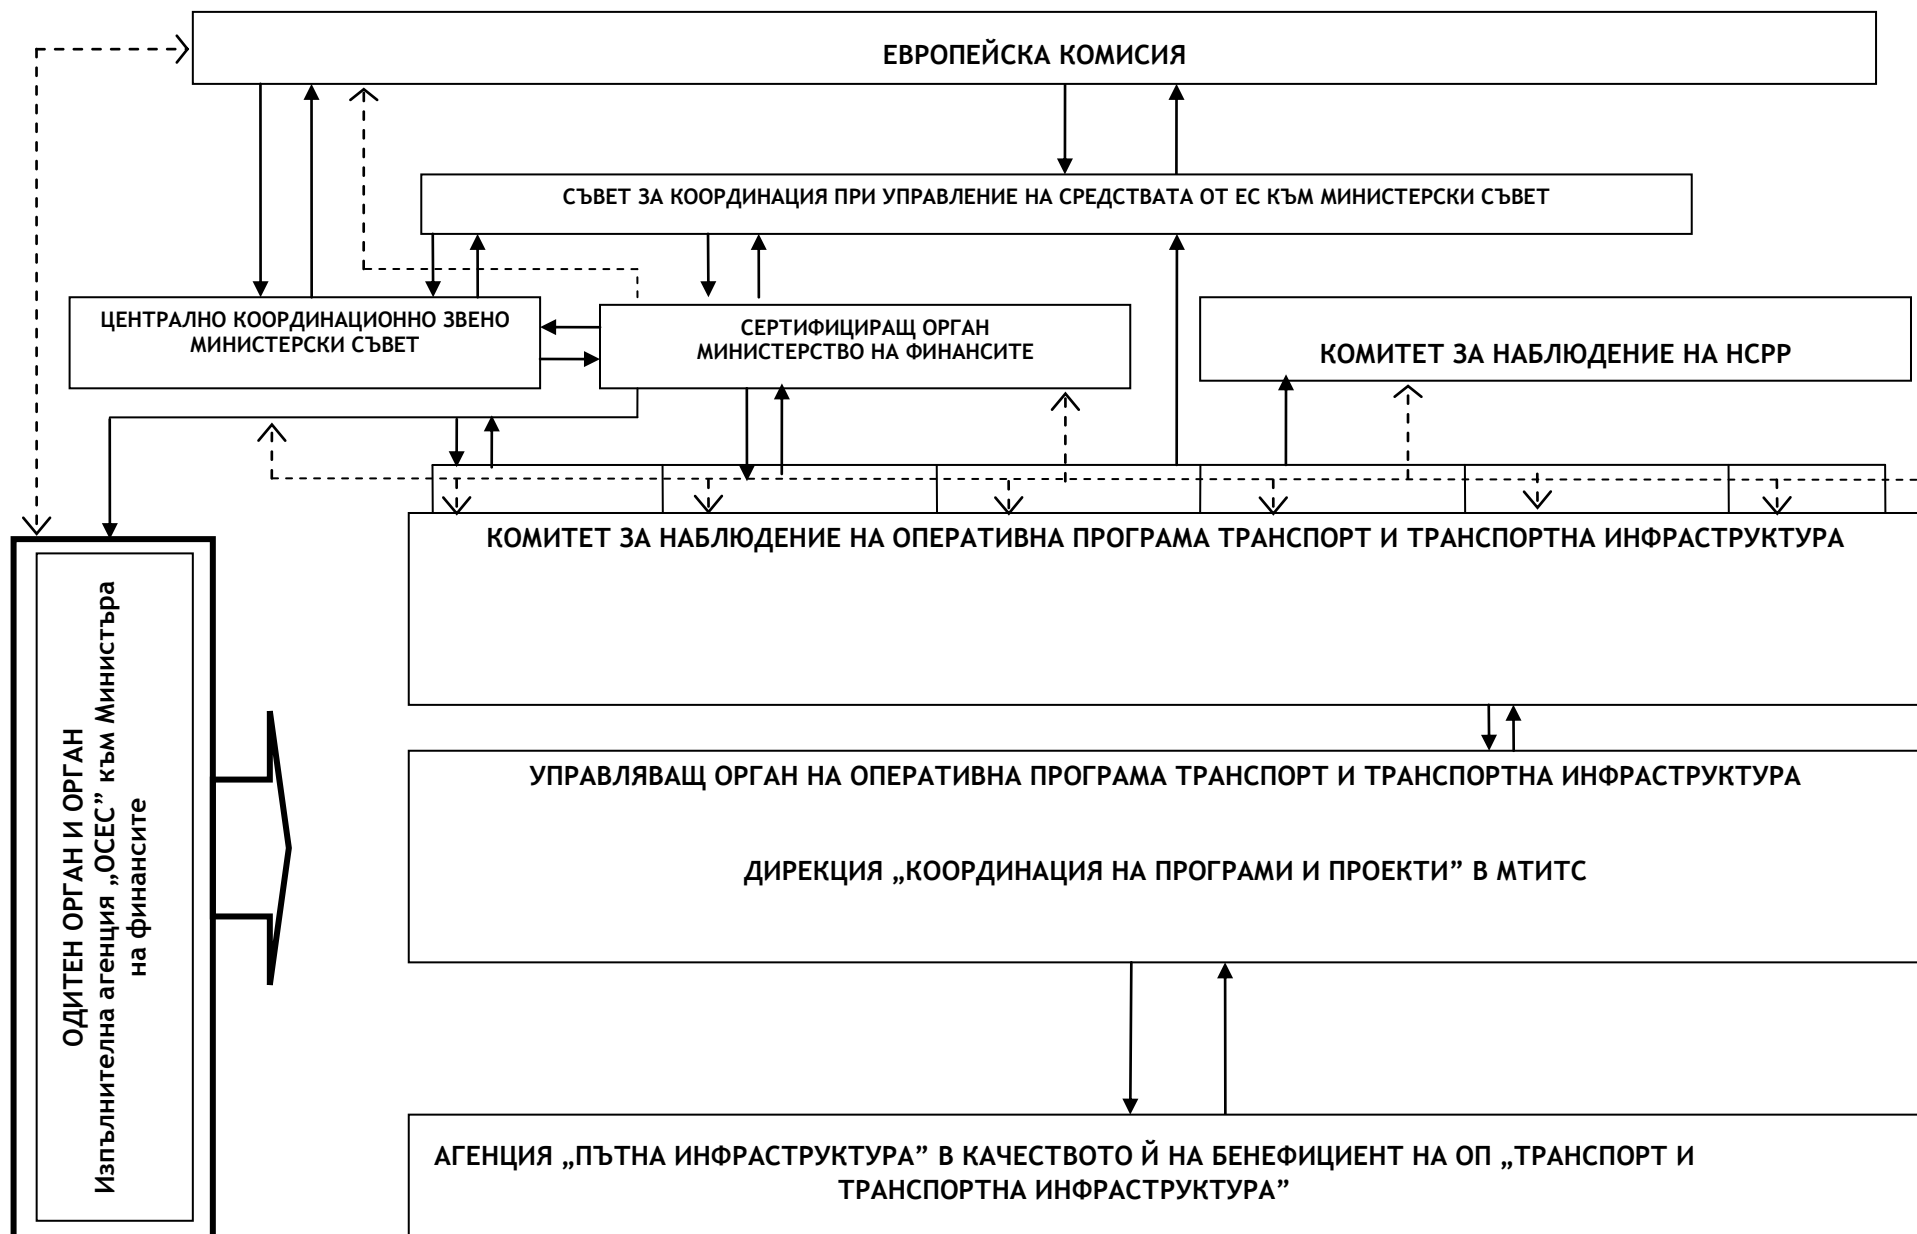 ЕВРОПЕЙСКА КОМИСИЯ
СЪВЕТ ЗА КООРДИНАЦИЯ ПРИ УПРАВЛЕНИЕ НА СРЕДСТВАТА ОТ ЕС КЪМ МИНИСТЕРСКИ СЪВЕТ
ЦЕНТРАЛНО КООРДИНАЦИОННО ЗВЕНО
МИНИСТЕРСКИ СЪВЕТ
СЕРТИФИЦИРАЩ ОРГАН
МИНИСТЕРСТВО НА ФИНАНСИТЕ
КОМИТЕТ ЗА НАБЛЮДЕНИЕ НА НСРР
КОМИТЕТ ЗА НАБЛЮДЕНИЕ НА ОПЕРАТИВНА ПРОГРАМА ТРАНСПОРТ И ТРАНСПОРТНА ИНФРАСТРУКТУРА
ОДИТЕН ОРГАН И ОРГАН
Изпълнителна агенция „ОСЕС” към Министъра
на финансите
УПРАВЛЯВАЩ ОРГАН НА ОПЕРАТИВНА ПРОГРАМА ТРАНСПОРТ И ТРАНСПОРТНА ИНФРАСТРУКТУРА
ДИРЕКЦИЯ „КООРДИНАЦИЯ НА ПРОГРАМИ И ПРОЕКТИ” В МТИТС
АГЕНЦИЯ „ПЪТНА ИНФРАСТРУКТУРА” В КАЧЕСТВОТО Й НА БЕНЕФИЦИЕНТ НА ОП „ТРАНСПОРТ И
ТРАНСПОРТНА ИНФРАСТРУКТУРА”